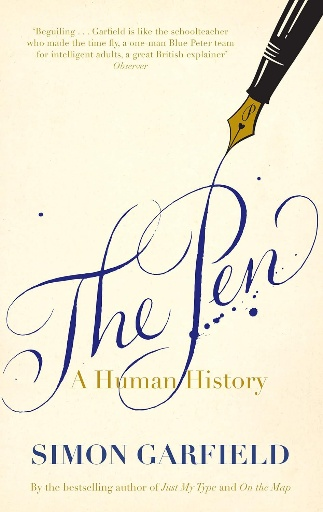 'Beguiling . . . Garfield is like the schoolteacher
who made the time fly, a one-man Blue Peter team
for intelligent adults, a great British explainer'
Observer
The Pen
A Human History
SIMON GARFIELD
By the bestselling author of Just My Type and On the Map